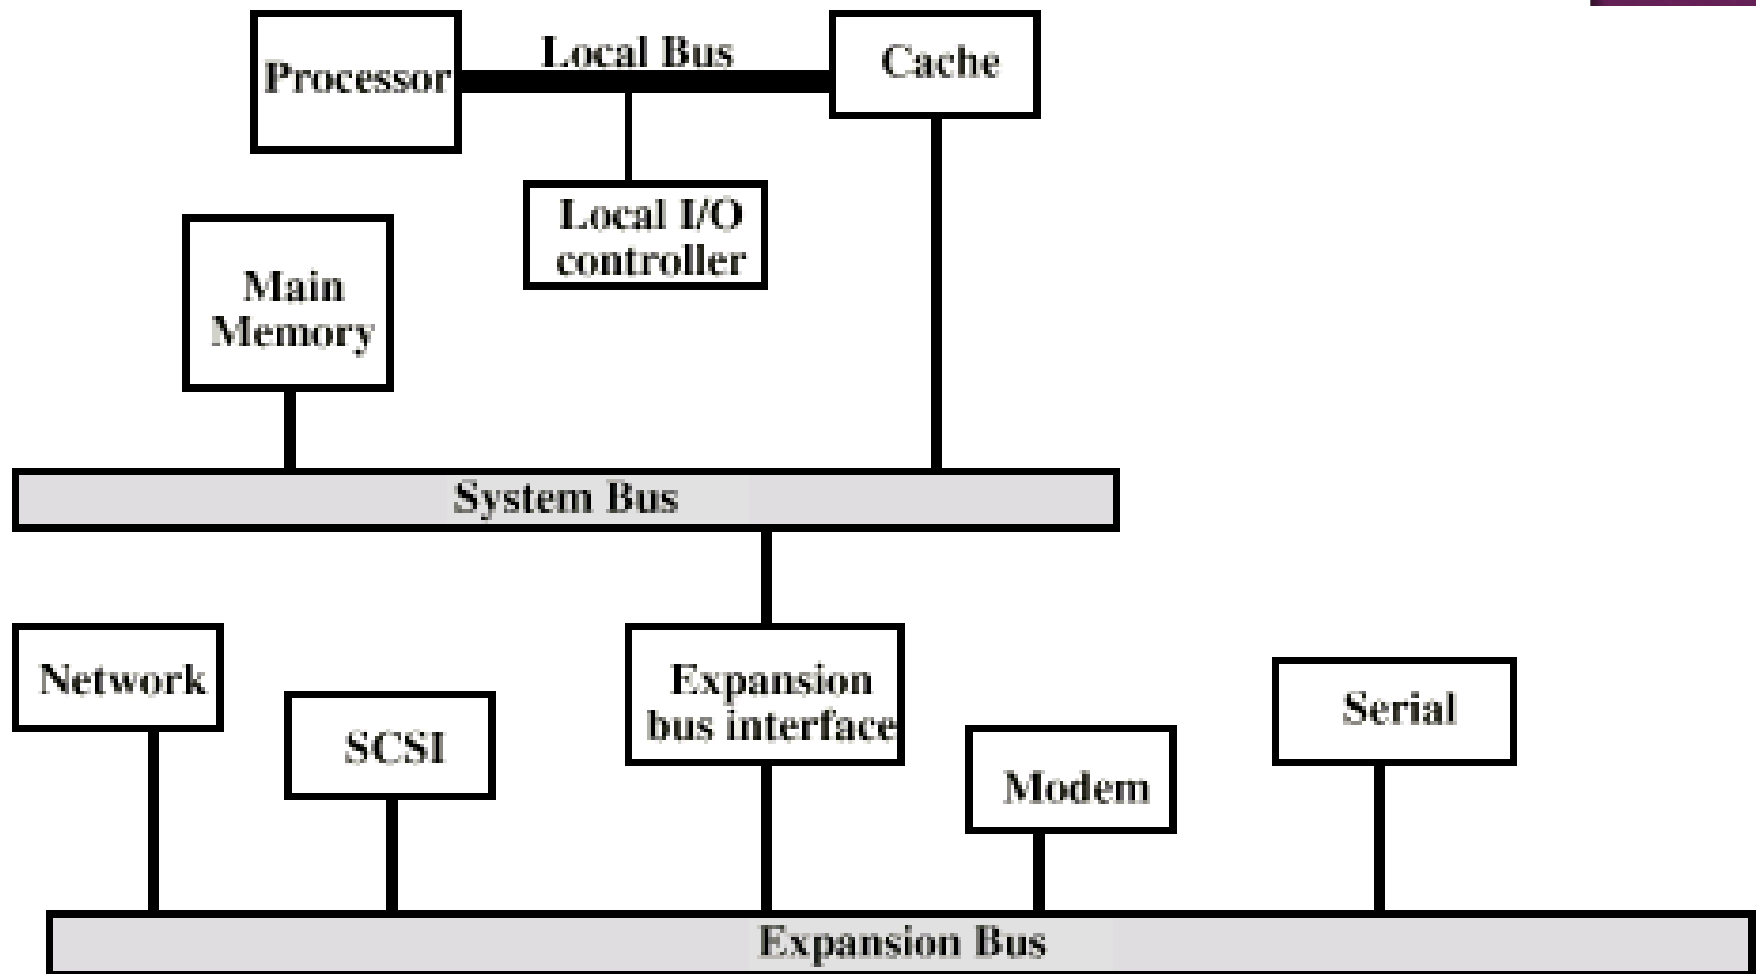 Processor
Local Bus
Cache
Local I/O
controller
Main
Memory
System Bus
Network
SCSI
Expansion
bus interface
Modem
Serial
Expansion Bus